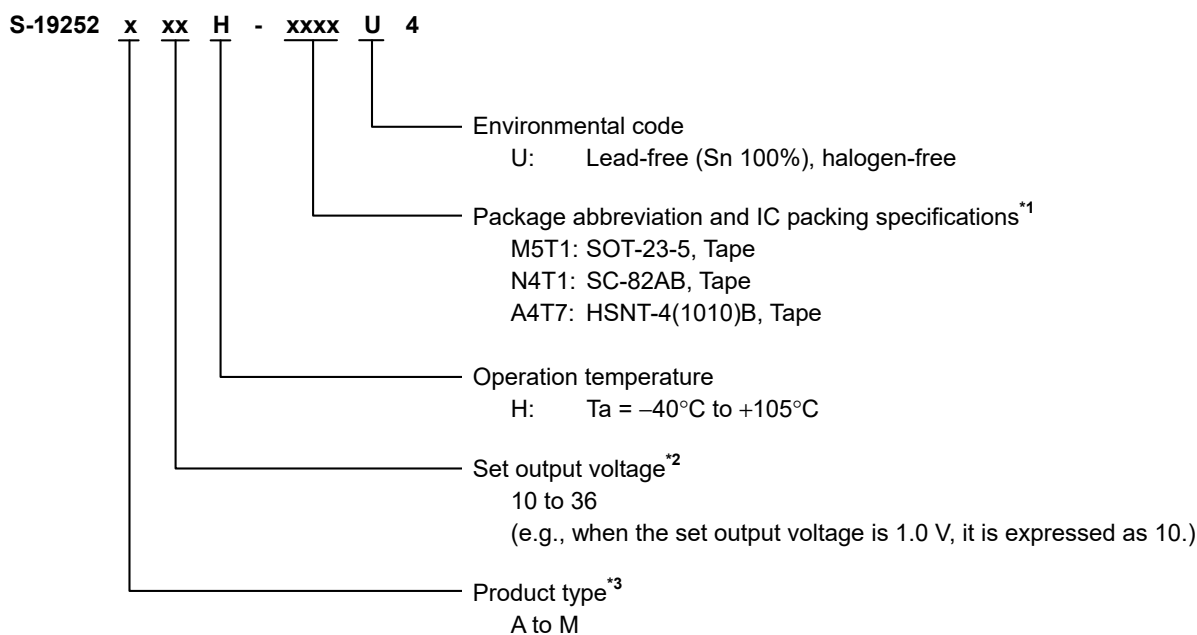 S-19252 x xx H - xxxx U 4
Environmental code
U: Lead-free (Sn 100%), halogen-free
Package abbreviation and IC packing specifications*1
M5T1: SOT-23-5, Tape
N4T1: SC-82AB, Tape
A4T7: HSNT-4(1010)B, Tape
Operation temperature
H: Ta = −40°C to +105°C
Set output voltage*2
10 to 36
(e.g., when the set output voltage is 1.0 V, it is expressed as 10.)
Product type*3
A to M